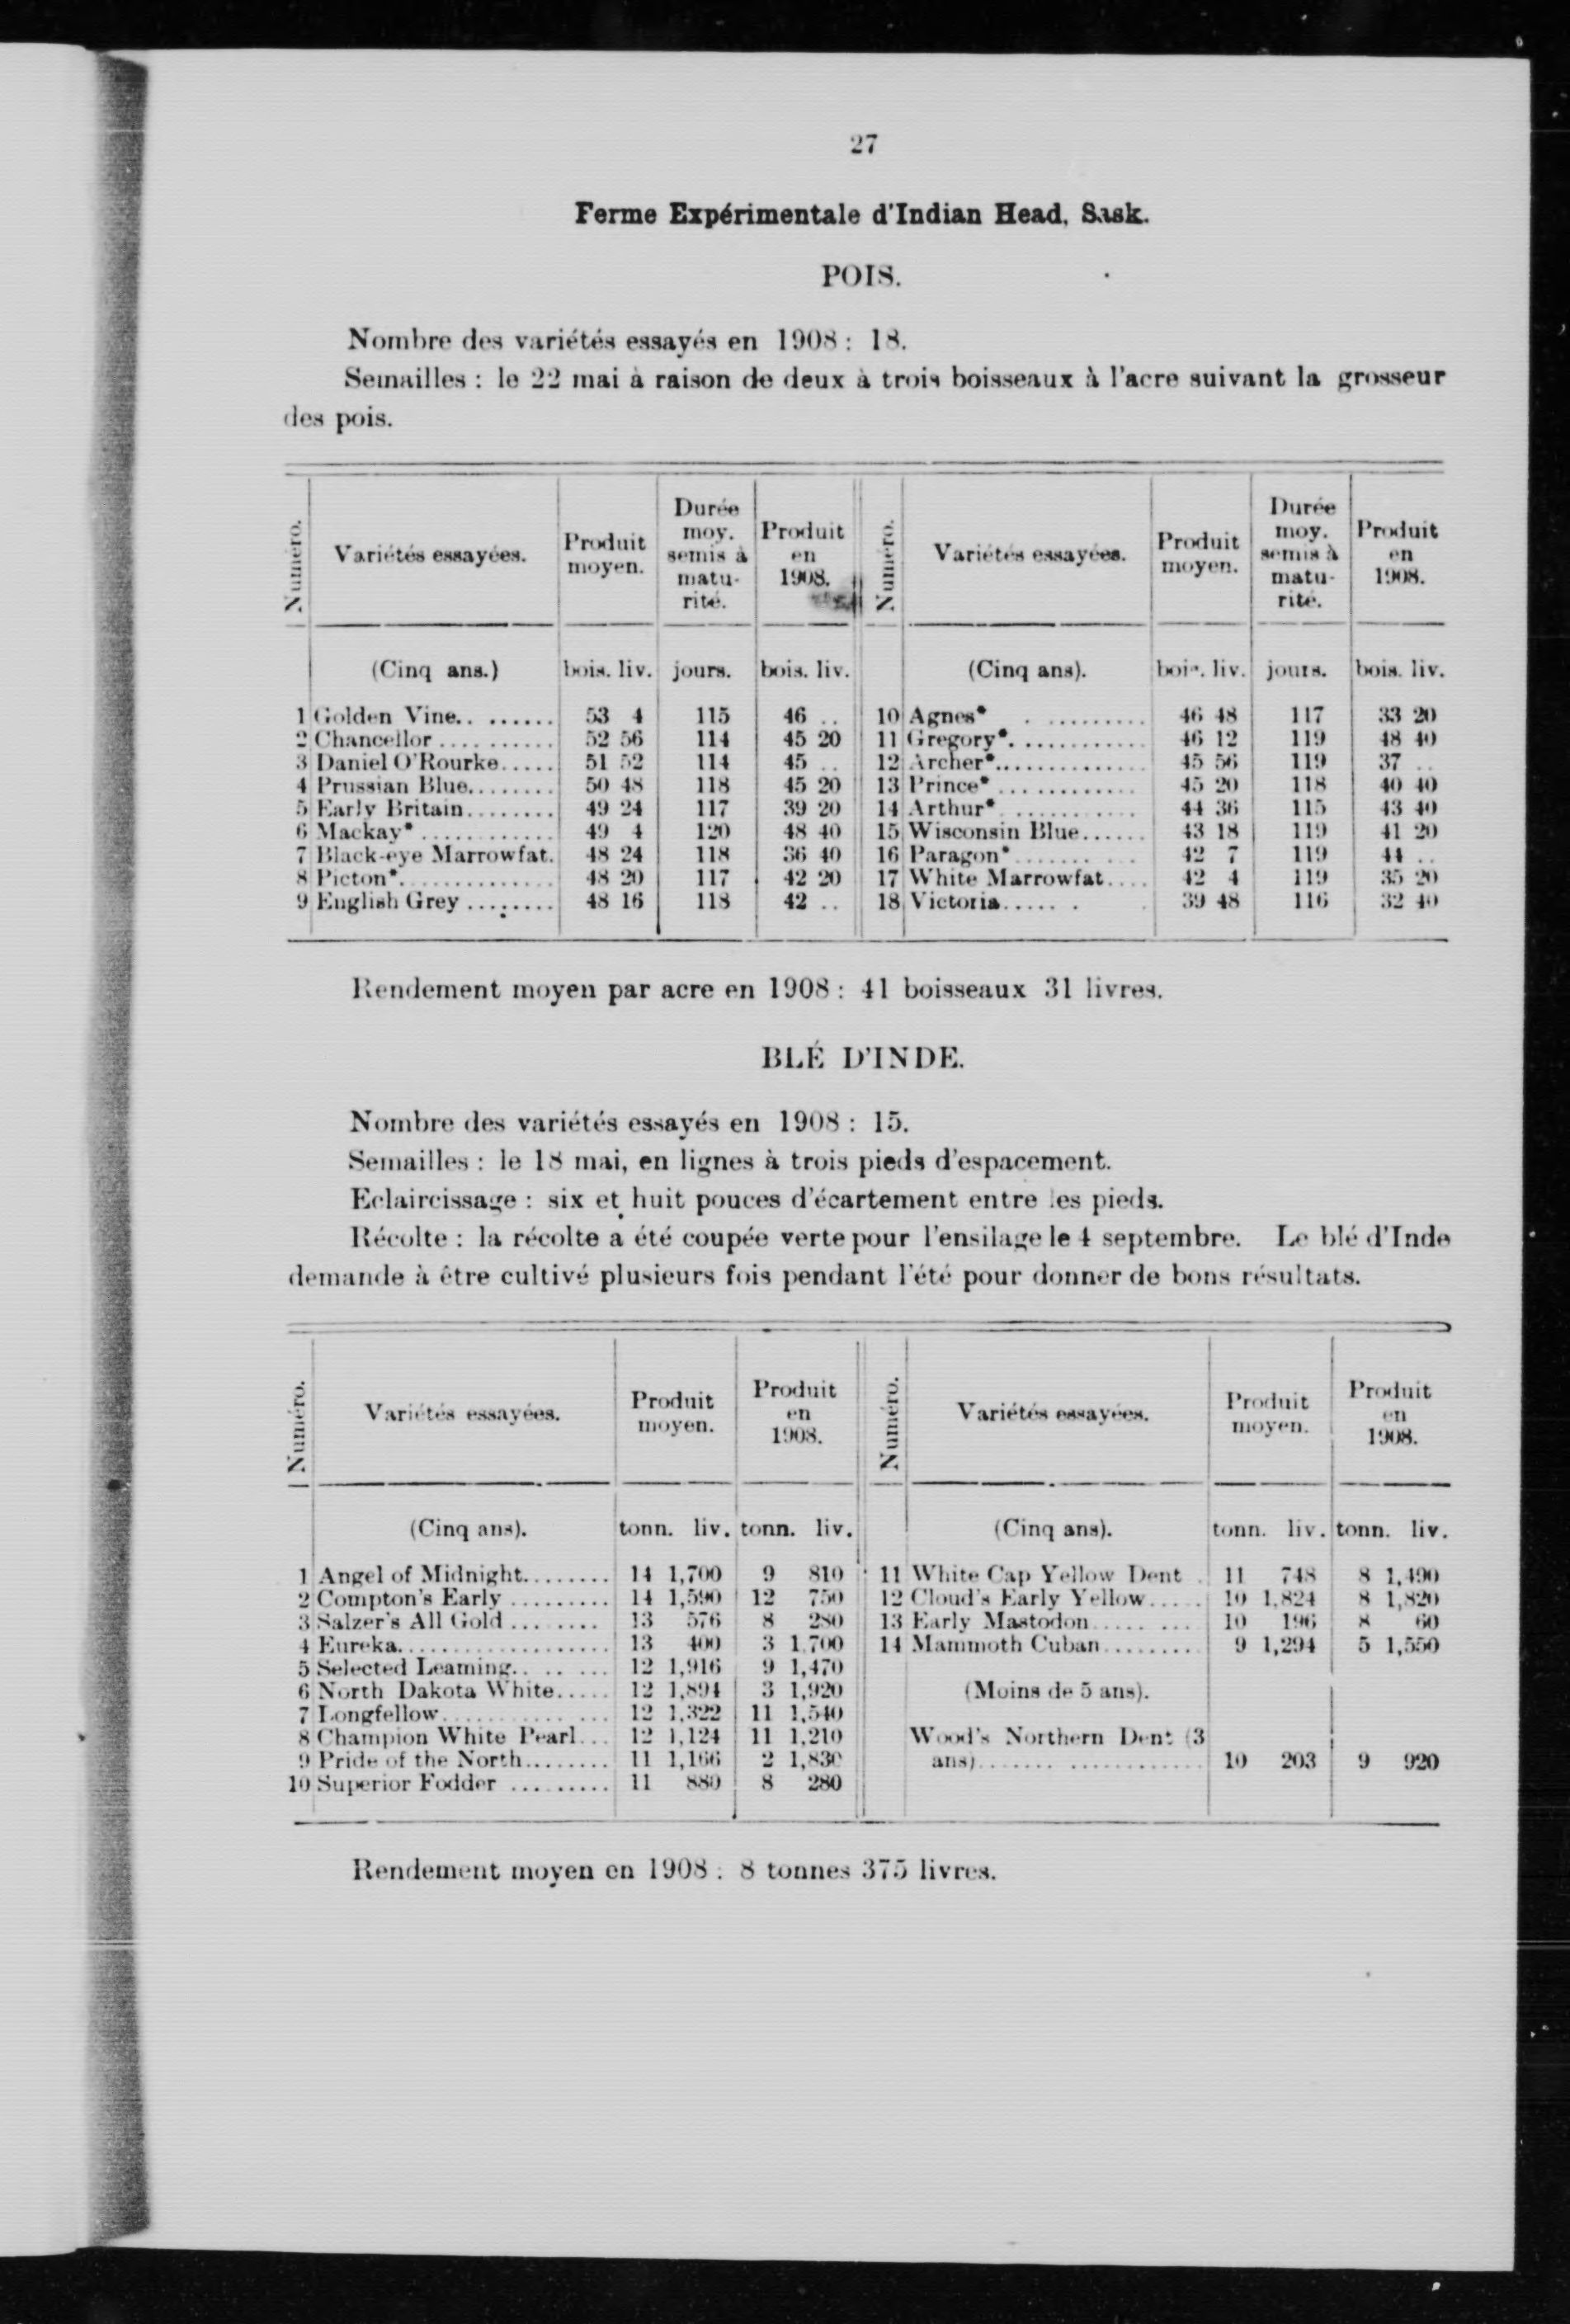 27
Ferme Expérimentale d'Indian Head, Sask.
POIS.
Nombre des variétés essayés en 1908 : 18.
Semailles : le 22 mai à raison de deux à trois boisseaux à l'acre suivant la grosseur
des pois.
Numéro. Variétés essayées. Produit moyen. Durée moy. semis à matu- rité. Produit en 1908. Numéro. Variétés essayées. Produit moyen. Durée moy. semis à matu- rité. Produit en 1908.
(Cinq ans.) bois. liv. jours. bois. liv. (Cinq ans). bois. liv. jours. bois. liv.
1 Golden Vine.. ....... 53 4 115 46 .. 10 Agnes* . .......... 46 48 117 33 20
2 Chancellor .......... 52 56 114 45 20 11 Gregory*............ 46 12 119 48 40
3 Daniel O'Rourke..... 51 52 114 45 .. 12 Archer*.............. 45 56 119 37 ..
4 Prussian Blue........ 50 48 118 45 20 13 Prince* ............. 45 20 118 40 40
5 Early Britain........ 49 24 117 39 20 14 Arthur* ............ 44 36 115 43 40
6 Mackay* ............ 49 4 120 48 40 15 Wisconsin Blue...... 43 18 119 41 20
7 Black-eye Marrowfat. 48 24 118 36 40 16 Paragon*....... ... 42 7 119 44 ..
8 Picton*.............. 48 20 117 42 20 17 White Marrowfat.... 42 4 119 35 20
9 English Grey ........ 48 16 118 42 .. 18 Victoria...... . 39 48 116 32 40
Rendement moyen par acre en 1908 : 41 boisseaux 31 livres.
BLÉ D'INDE.
Nombre des variétés essayés en 1908 : 15.
Semailles : le 18 mai, en lignes à trois pieds d'espacement.
Eclaircissage : six et huit pouces d'écartement entre les pieds.
Récolte : la récolte a été coupée verte pour l'ensilage le 4 septembre. Le blé d'Inde
demande à être cultivé plusieurs fois pendant l'été pour donner de bons résultats.
Numéro. Variétés essayées. Produit moyen. Produit en 1908. Numéro. Variétés essayées. Produit moyen. Produit en 1908.
(Cinq ans). tonn. liv. tonn. liv. (Cinq ans). tonn. liv. tonn. liv.
1 Angel of Midnight........ 14 1,700 9 810 11 White Cap Yellow Dent . 11 748 8 1,490
2 Compton's Early ......... 14 1,590 12 750 12 Cloud's Early Yellow..... 10 1,824 8 1,820
3 Salzer's All Gold ........ 13 576 8 280 13 Early Mastodon..... .... 10 196 8 60
4 Eureka.................... 13 400 3 1,700 14 Mammoth Cuban......... 9 1,294 5 1,550
5 Selected Leaming.. .. ... 12 1,916 9 1,470
6 North Dakota White..... 12 1,894 3 1,920 (Moins de 5 ans).
7 Longfellow............ ... 12 1,322 11 1,540
8 Champion White Pearl... 12 1,124 11 1,210 Wood's Northern Dent (3
9 Pride of the North........ 11 1,166 2 1,830 ans)....... ............ 10 203 9 920
10 Superior Fodder ......... 11 880 8 280
Rendement moyen en 1908 : 8 tonnes 375 livres.